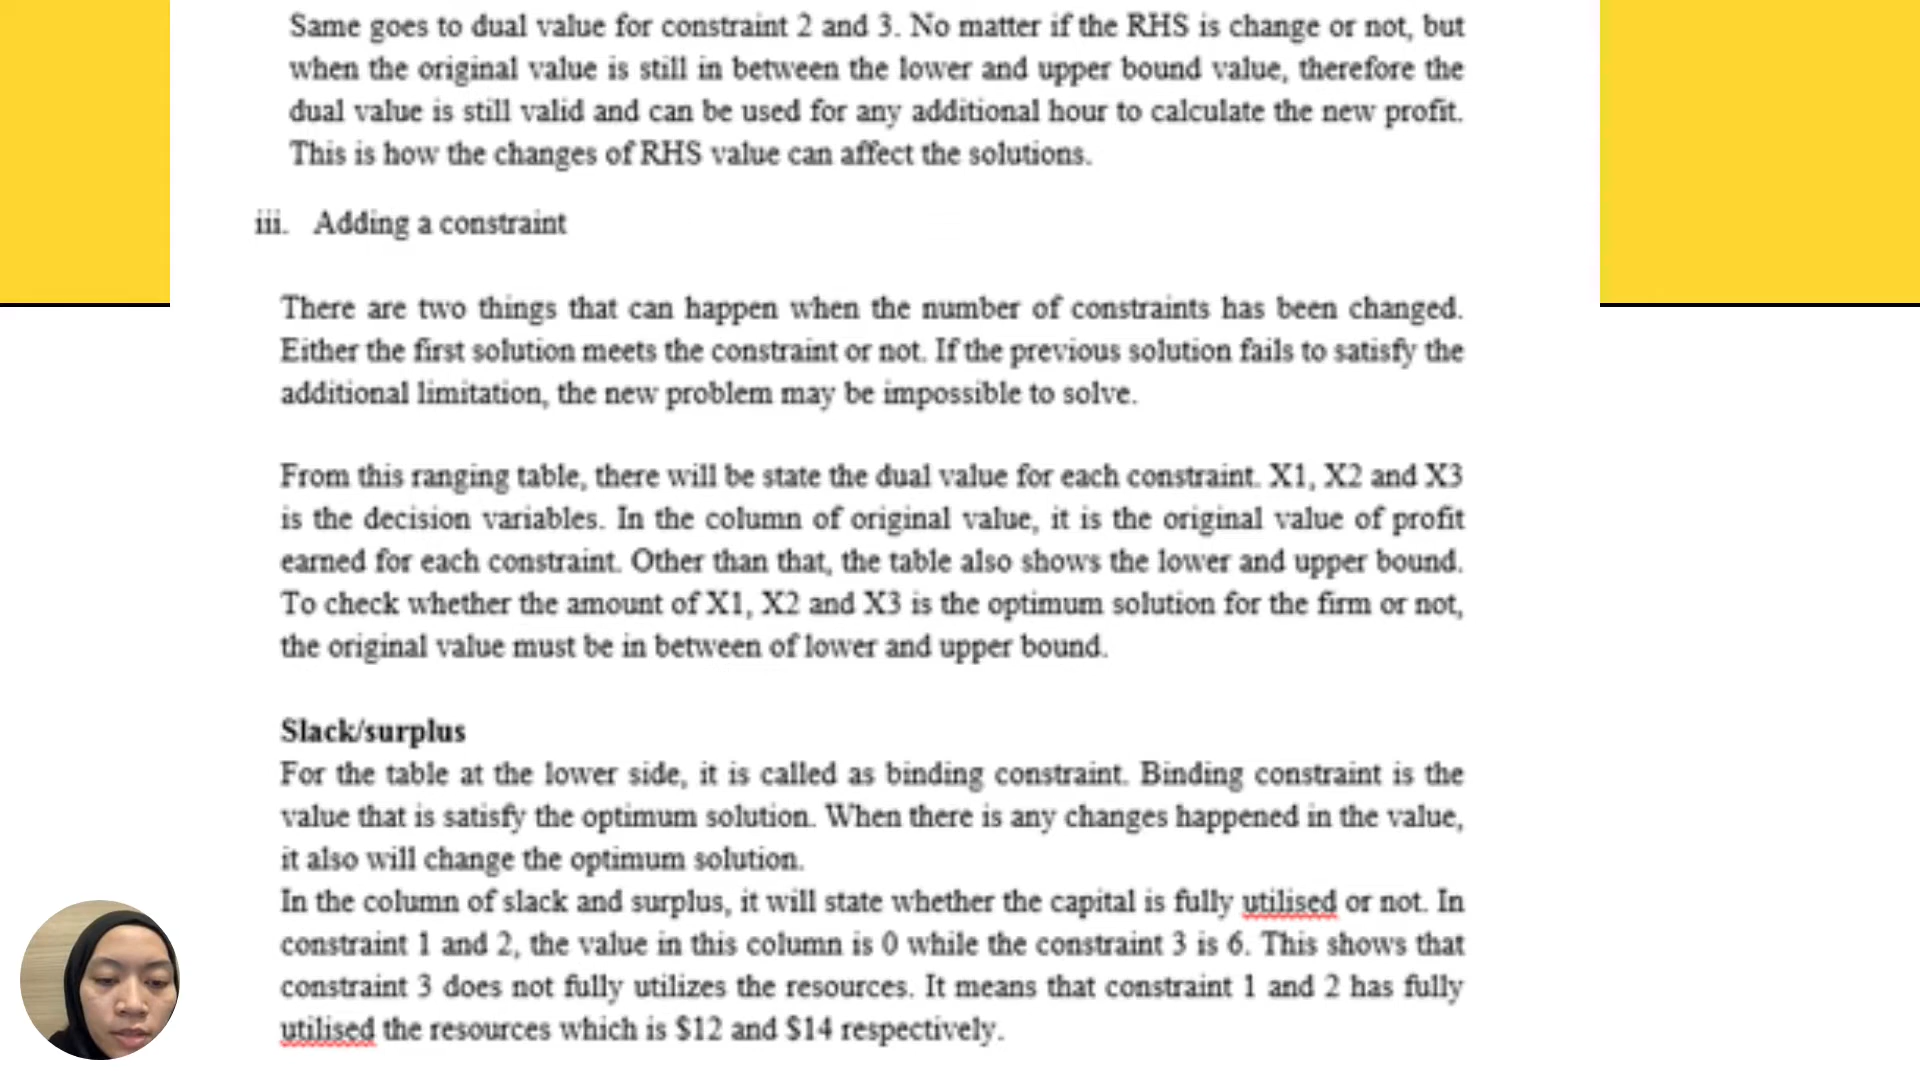 Same goes to dual value for constraint 2 and 3. No matter if the RHS is change or not, but
when the original value is still in between the lower and upper bound value, therefore the
dual value is still valid and can be used for any additional hour to calculate the new profit.
This is how the changes of RHS value can affect the solutions.
iii. Adding a constraint
There are two things that can happen when the number of constraints has been changed.
Either the first solution meets the constraint or not. If the previous solution fails to satisfy the
additional limitation, the new problem may be impossible to solve.
From this ranging table, there will be state the dual value for each constraint. X1, X2 and X3
is the decision variables. In the column of original value, it is the original value of profit
earned for each constraint. Other than that, the table also shows the lower and upper bound.
To check whether the amount of X1, X2 and X3 is the optimum solution for the firm or not,
the original value must be in between of lower and upper bound.
Slack/surplus
For the table at the lower side, it is called as binding constraint. Binding constraint is the
value that is satisfy the optimum solution. When there is any changes happened in the value,
it also will change the optimum solution.
In the column of slack and surplus, it will state whether the capital is fully utilised or not. In
constraint 1 and 2, the value in this column is 0 while the constraint 3 is 6. This shows that
constraint 3 does not fully utilizes the resources. It means that constraint 1 and 2 has fully
utilised the resources which is $12 and $14 respectively.